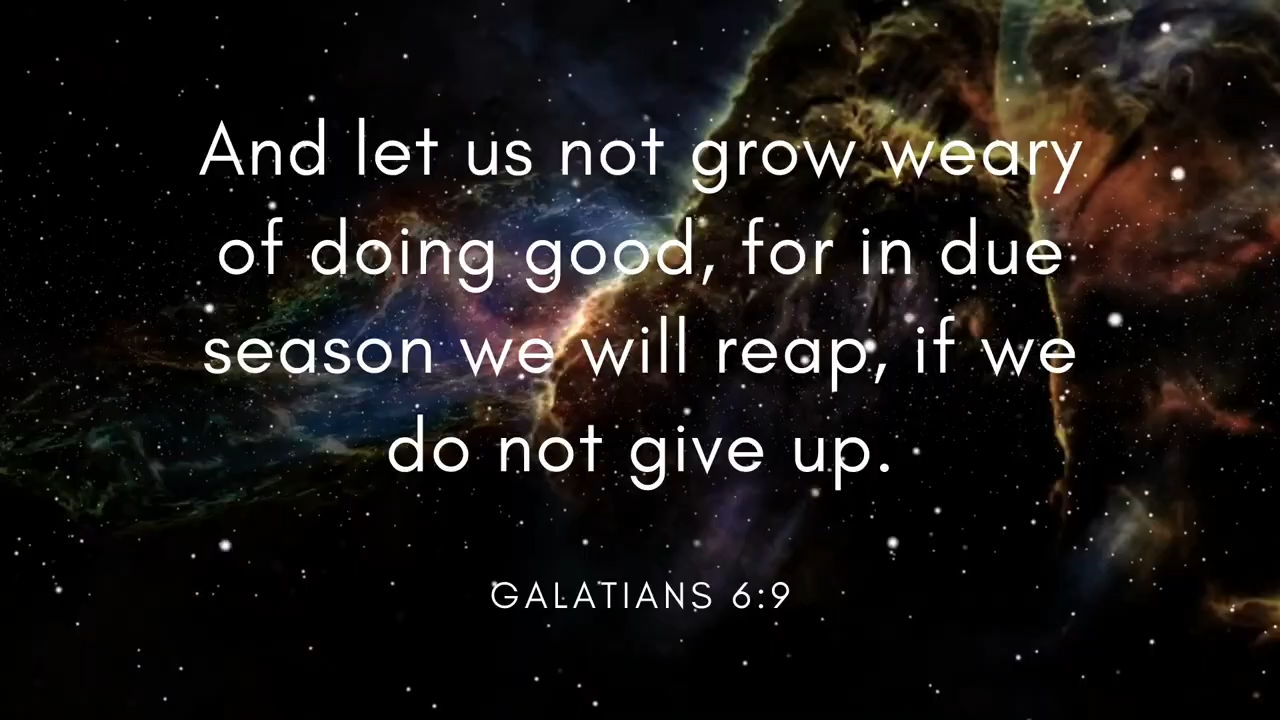 And let us not grow weary
of doing good, for in due
season we will reap, if we
do not give up.
GALATIANS 6:9